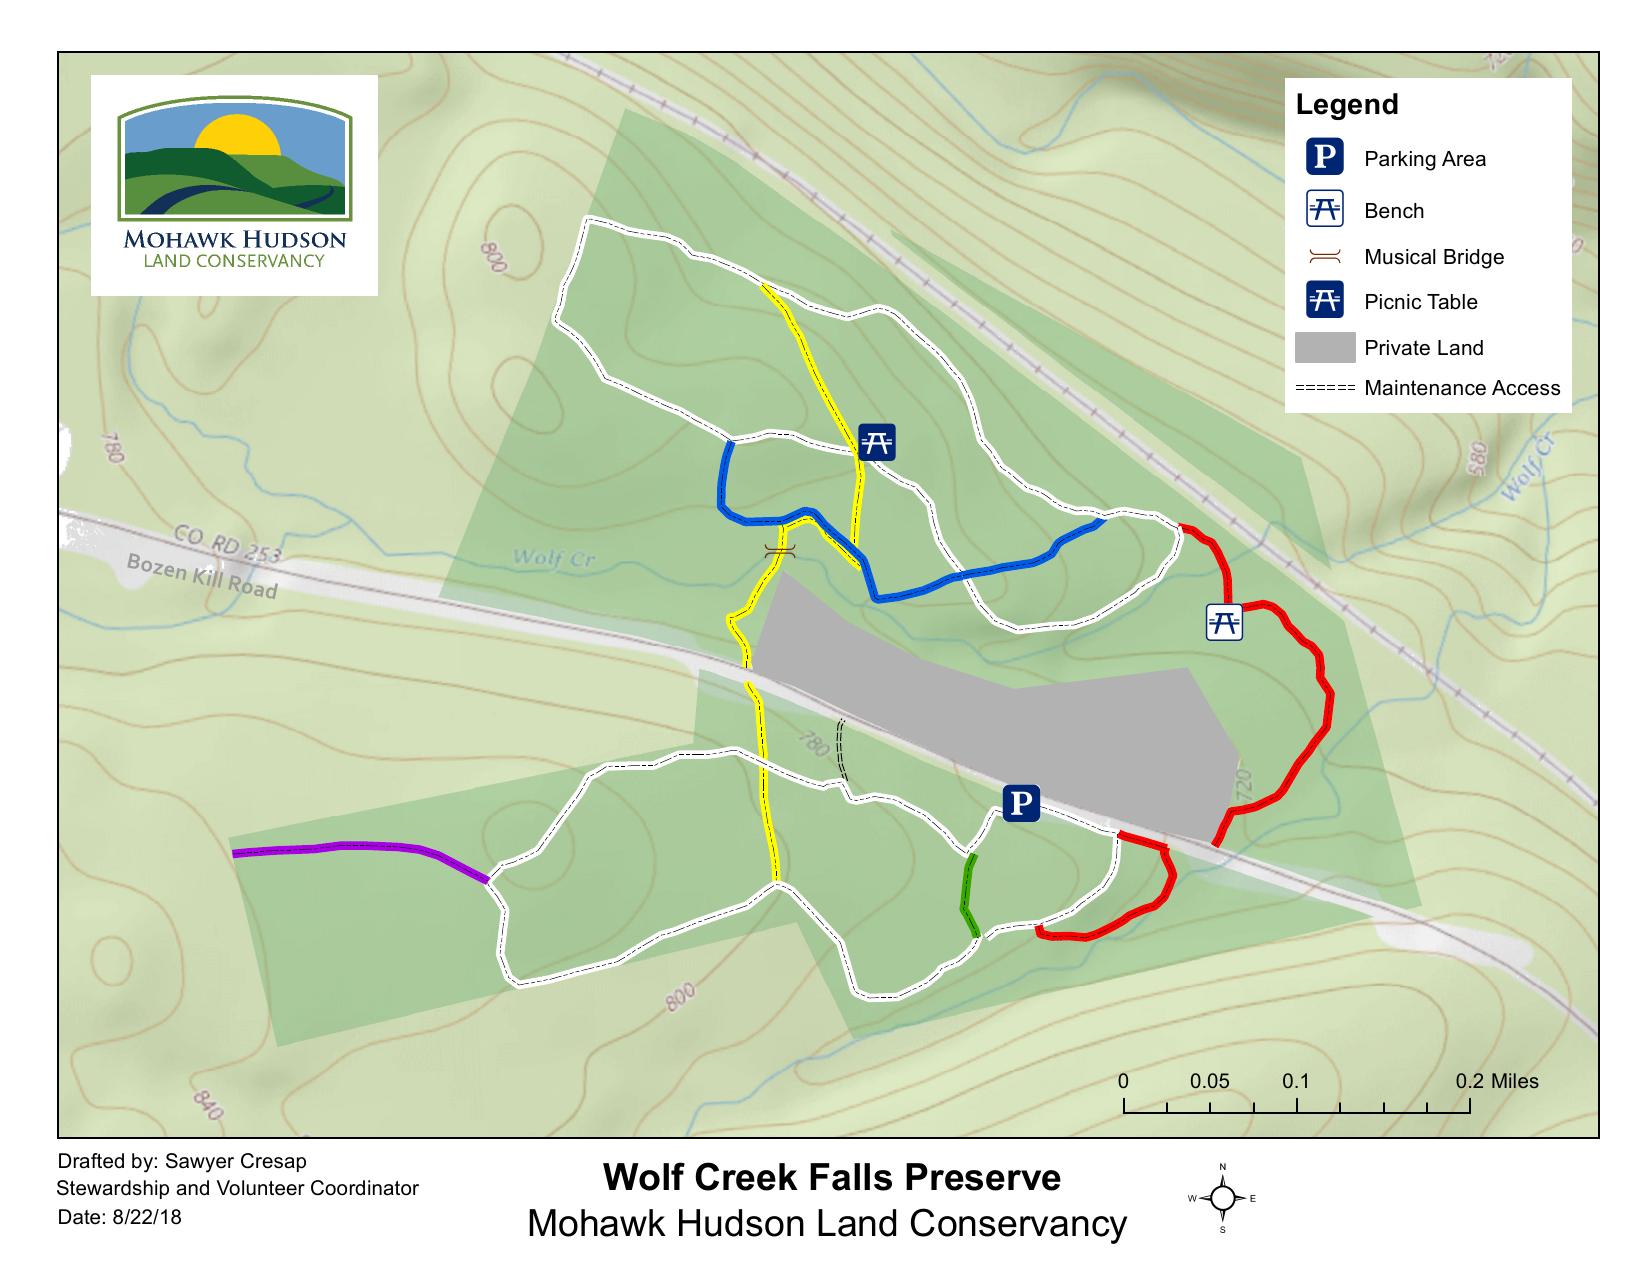 MOHAWK HUDSON
LAND CONSERVANCY
Legend
P Parking Area
Bench
Musical Bridge
Picnic Table
Private Land
Maintenance Access
800
780
CO RD 253
Bozen Kill Road
Wolf Cr
580
Wolf Cr
780
P
720
800
840
0 0.05 0.1 0.2 Miles
Drafted by: Sawyer Cresap
Stewardship and Volunteer Coordinator
Date: 8/22/18
Wolf Creek Falls Preserve
Mohawk Hudson Land Conservancy
N
W E
S